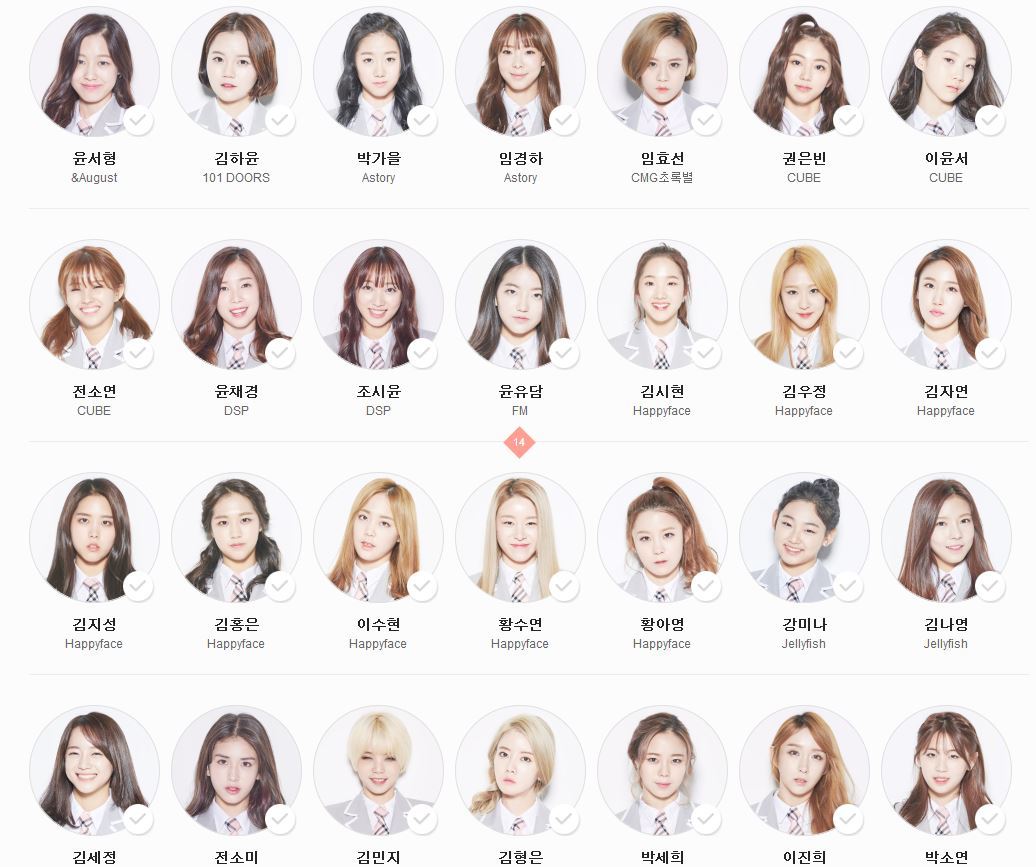 윤서형 김하윤 박가을 임경하 임효선 권은빈 이윤서
&August 101 DOORS Astory Astory CMG초록별 CUBE CUBE
전소연 윤채경 조시윤 윤유담 김시현 김우정 김자연
CUBE DSP DSP FM Happyface Happyface Happyface
14
김지성 김홍은 이수현 황수연 황아영 강미나 김나영
Happyface Happyface Happyface Happyface Happyface Jellyfish Jellyfish
김세정 전소미 김민지 김형은 박세희 이진희 박소연